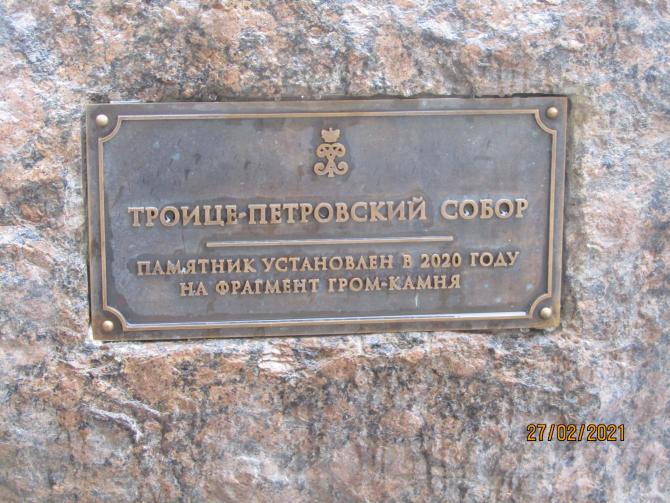 ТРОИЦЕ-ПЕТРОВСКИЙ СОБОР
ПАМЯТНИК УСТАНОВЛЕН В 2020 ГОДУ
НА ФРАГМЕНТ ГРОМ-КАМНЯ
27/02/2021